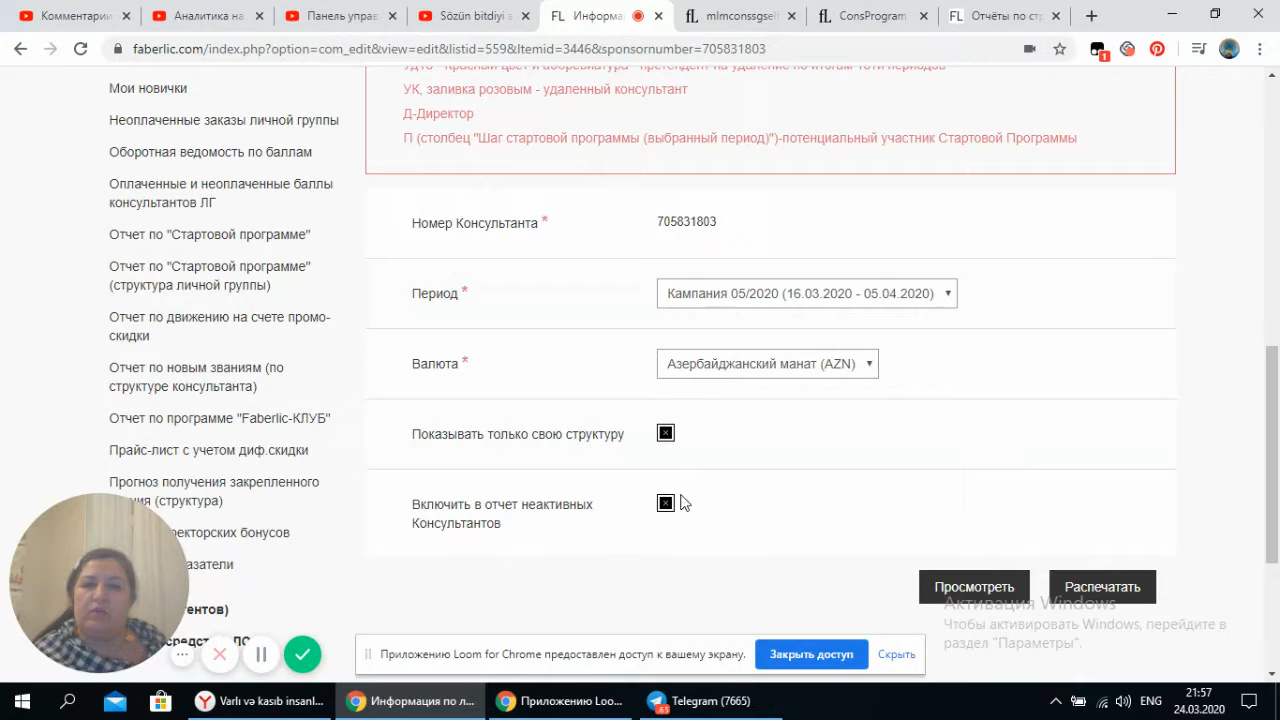 Комментарии
Аналитика на
Панель управ
Sözün bitdiyi
Информа
mlmconssgself
ConsProgram
Отчёты по стр
faberlic.com/index.php?option=com_edit&view=edit&listid=559&Itemid=3446&sponsornumber=705831803
1
УК, заливка розовым - удаленный консультант
Д-Директор
П (столбец "Шаг стартовой программы (выбранный период)")-потенциальный участник Стартовой Программы
Мои новички
Неоплаченные заказы личной группы
Оборотная ведомость по баллам
Оплаченные и неоплаченные баллы
консультантов ЛГ
Отчет по "Стартовой программе"
Отчет по "Стартовой программе"
(структура личной группы)
Отчет по движению на счете промо-
скидки
Отчет по новым званиям (по
структуре консультанта)
Отчет по программе "Faberlic-КЛУБ"
Прайс-лист с учетом диф.скидки
Прогноз получения закрепленного
(структура)
бонусов
Номер Консультанта *
705831803
Период *
Кампания 05/2020 (16.03.2020 - 05.04.2020)
Валюта *
Азербайджанский манат (AZN)
Показывать только свою структуру
Включить в отчет неактивных
Консультантов
Просмотреть
Распечатать
Активация Windows
Чтобы активировать Windows, перейдите в
раздел "Параметры".
Приложению Loom for Chrome предоставлен доступ к вашему экрану.
Закрыть доступ
Скрыть
Varlı və kasıb insanl...
Информация по л...
Приложению Loo...
Telegram (7665)
ENG
21:57
24.03.2020